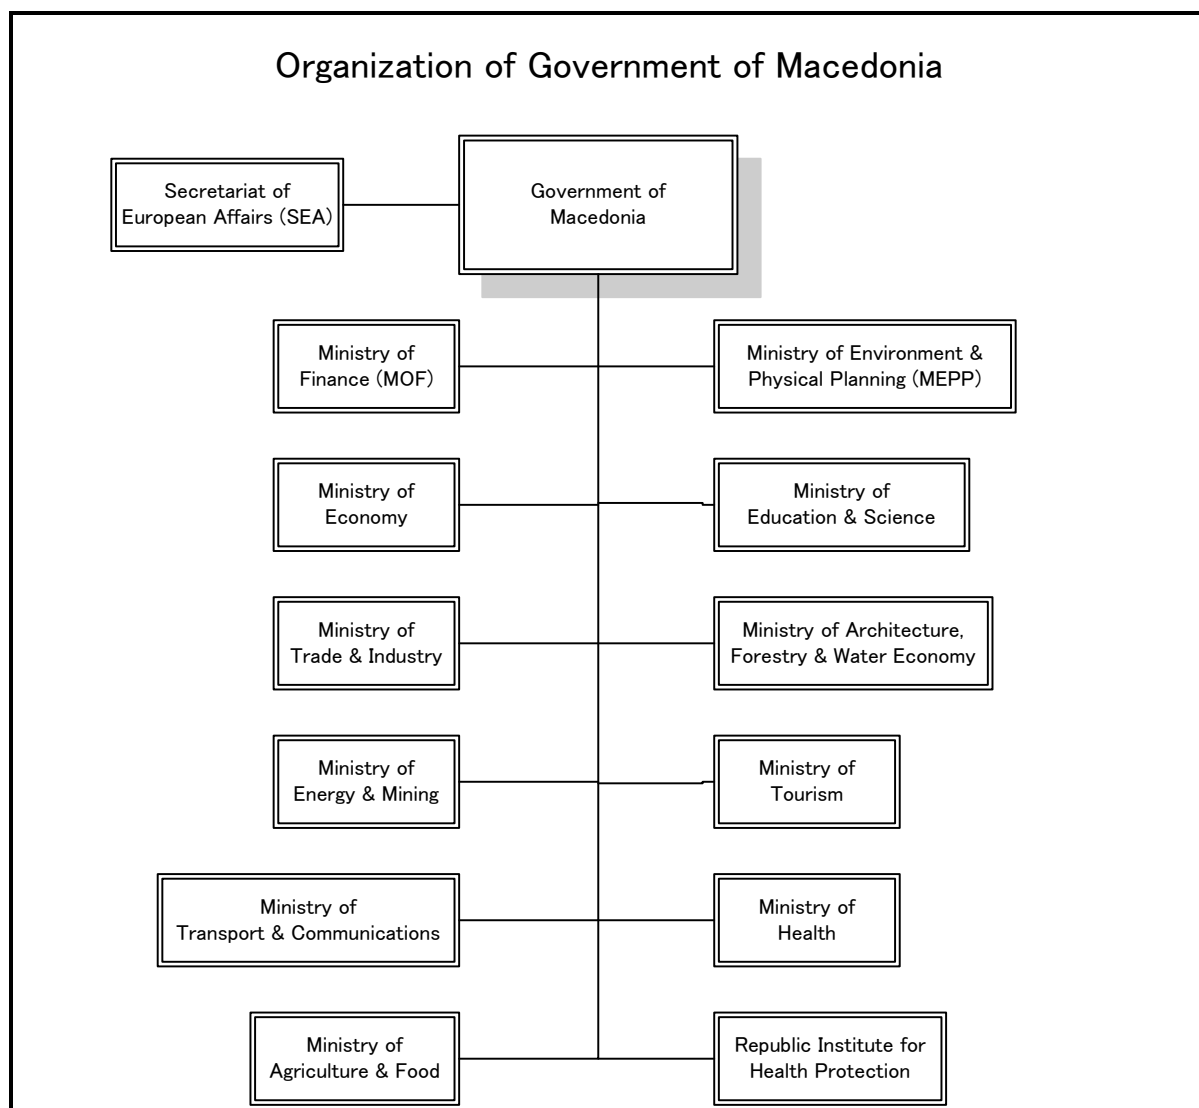 Organization of Government of Macedonia
Secretariat of
European Affairs (SEA)
Government of
Macedonia
Ministry of
Finance (MOF)
Ministry of Environment &
Physical Planning (MEPP)
Ministry of
Economy
Ministry of
Education & Science
Ministry of
Trade & Industry
Ministry of Architecture,
Forestry & Water Economy
Ministry of
Energy & Mining
Ministry of
Tourism
Ministry of
Transport & Communications
Ministry of
Health
Ministry of
Agriculture & Food
Republic Institute for
Health Protection